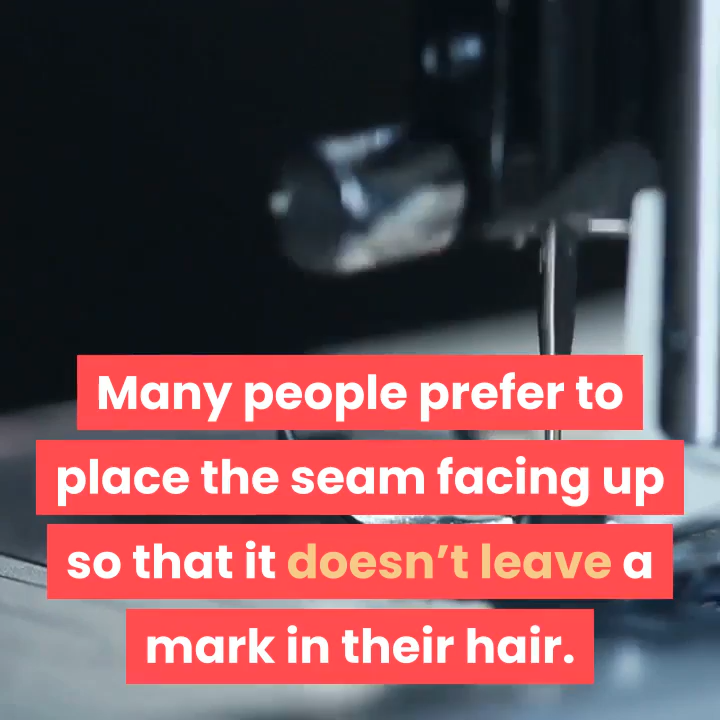 Many people prefer to
place the seam facing up
so that it doesn’t leave a
mark in their hair.